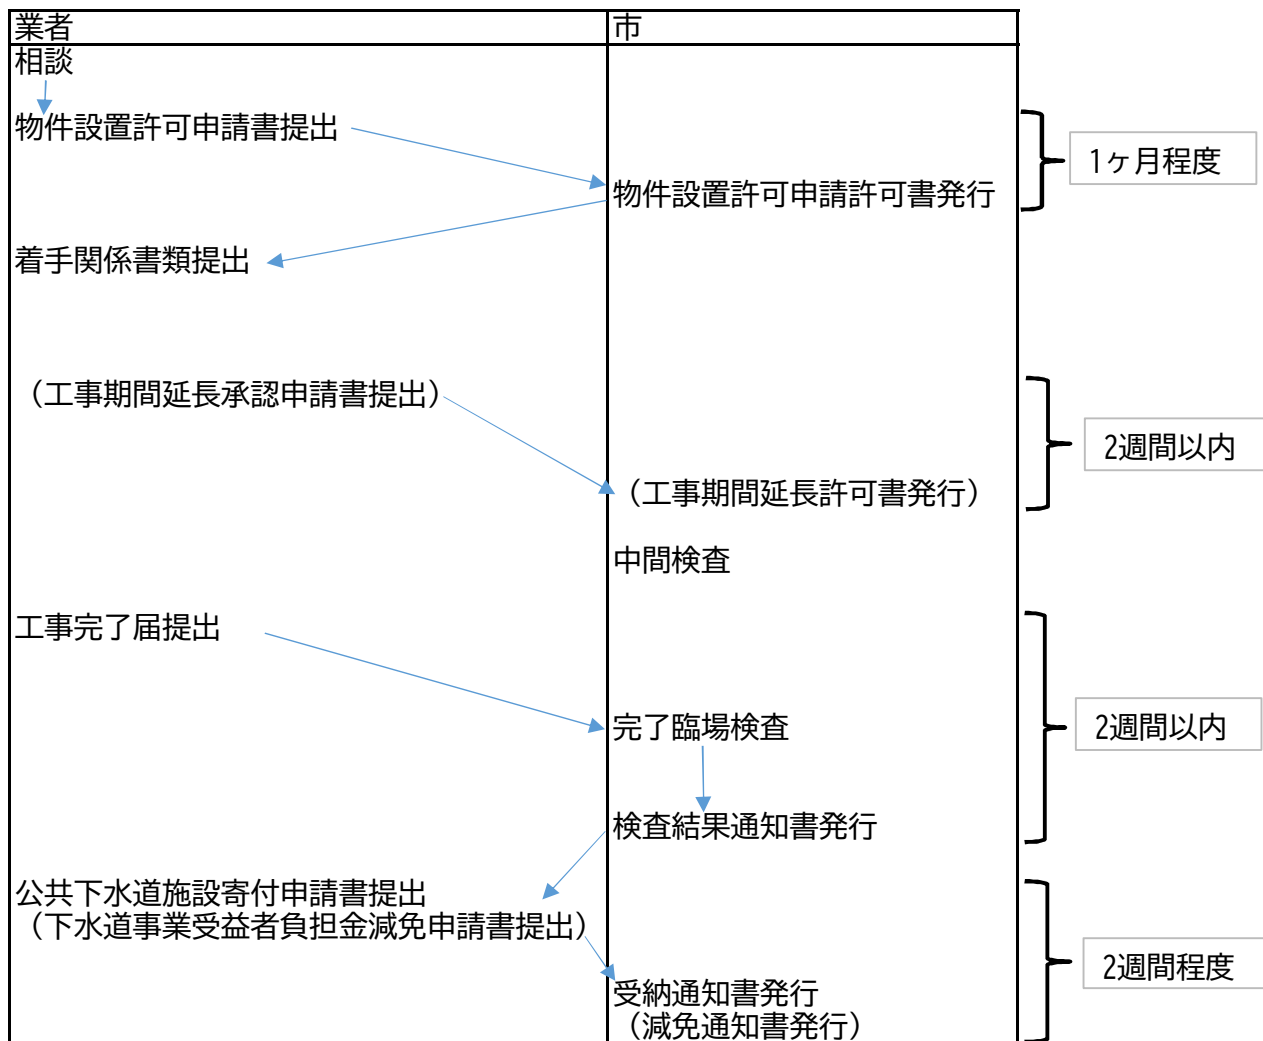 業者
市
相談
物件設置許可申請書提出
1ヶ月程度
物件設置許可申請許可書発行
着手関係書類提出
（工事期間延長承認申請書提出）
2週間以内
（工事期間延長許可書発行）
中間検査
工事完了届提出
2週間以内
完了臨場検査
検査結果通知書発行
公共下水道施設寄付申請書提出
（下水道事業受益者負担金減免申請書提出）
2週間程度
受納通知書発行
（減免通知書発行）